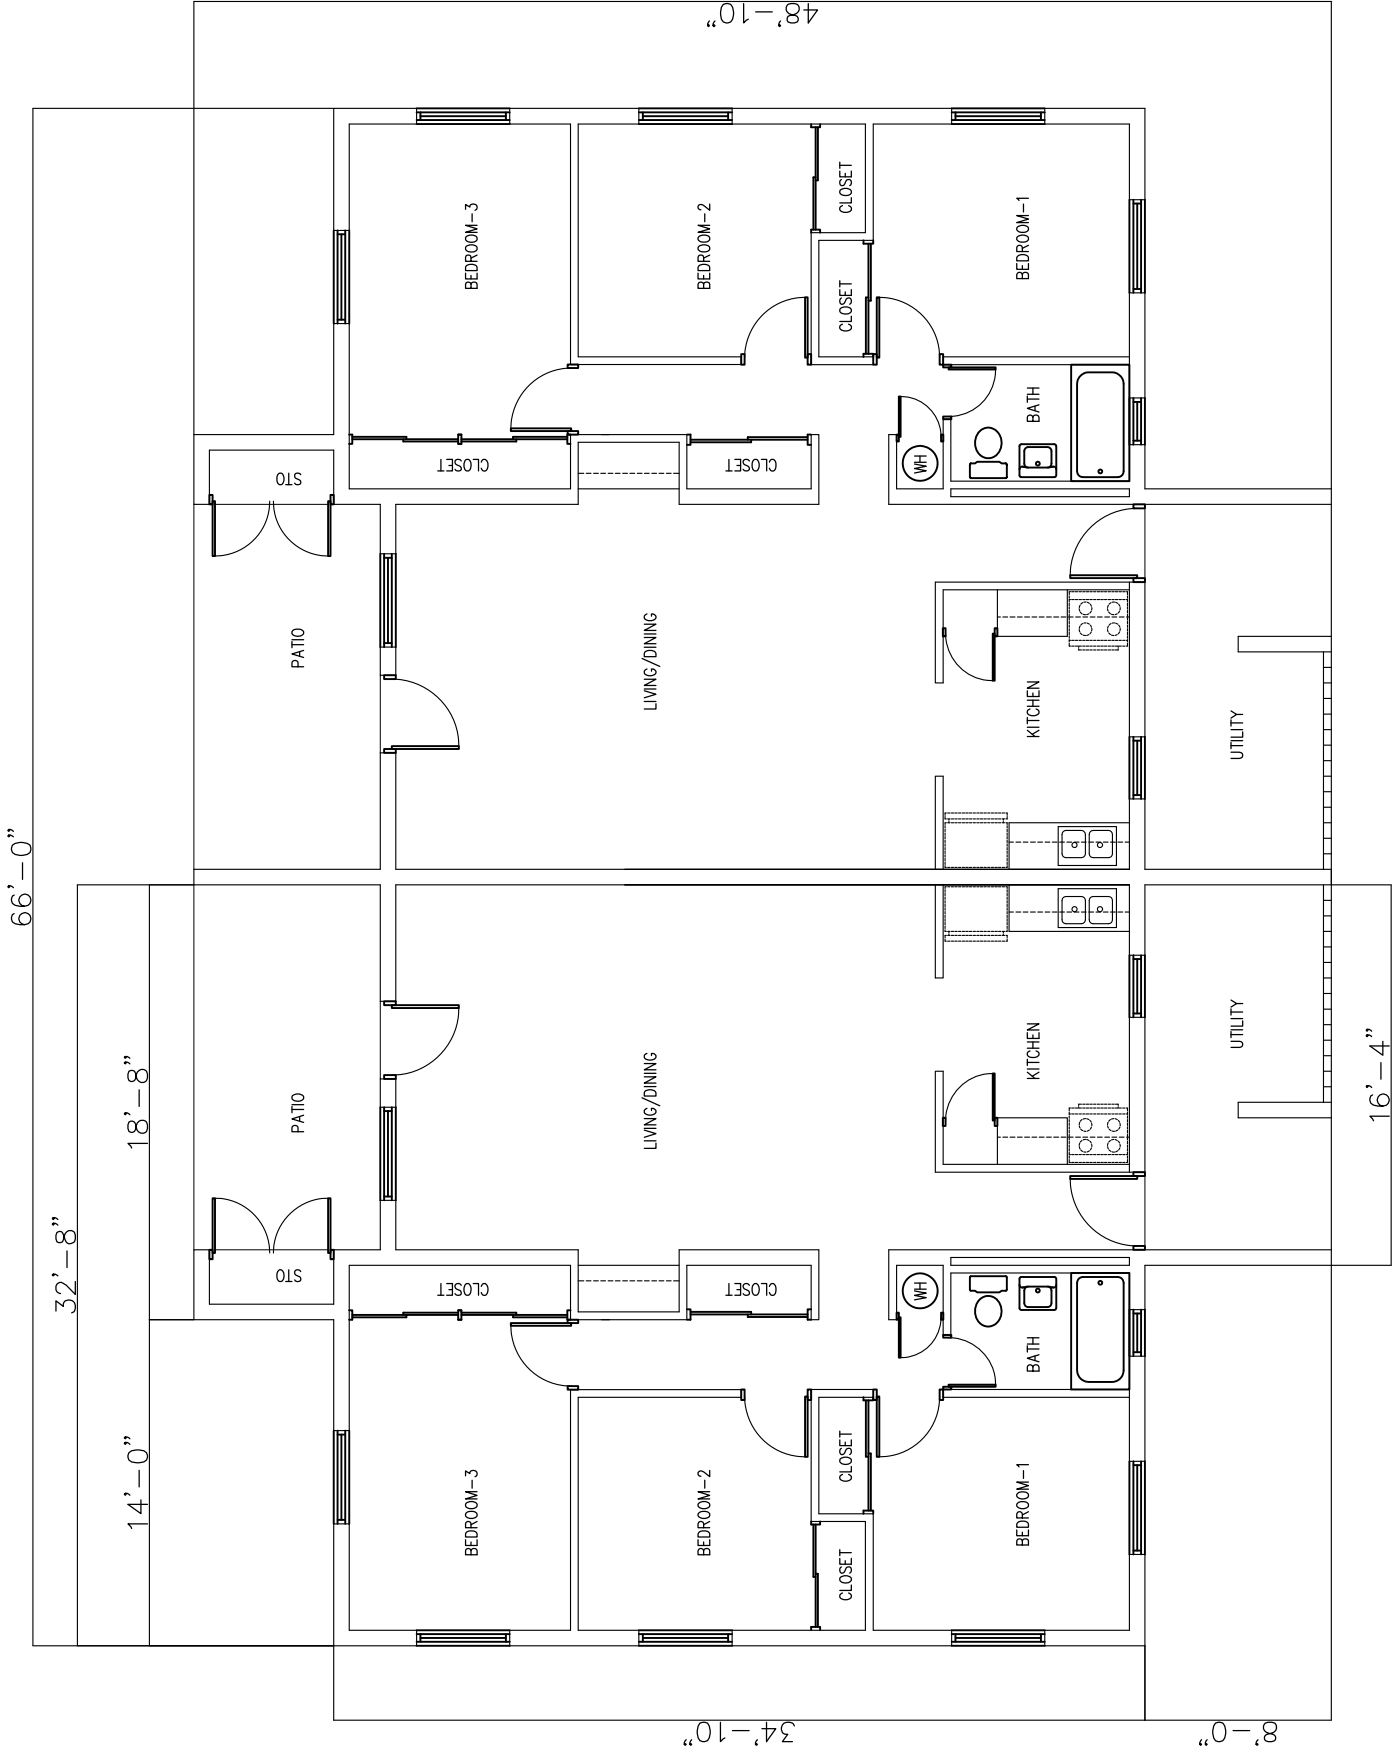 48'-10"
66'-0"
BEDROOM-3
BEDROOM-2
CLOSET
BEDROOM-1
CLOSET
BATH
CLOSET
CLOSET
WH
STO
PATIO
LIVING/DINING
KITCHEN
UTILITY
32'-8"
18'-8"
14'-0"
16'-4"
PATIO
LIVING/DINING
KITCHEN
UTILITY
STO
CLOSET
CLOSET
WH
BATH
CLOSET
BEDROOM-3
BEDROOM-2
CLOSET
BEDROOM-1
34'-10"
8'-0"